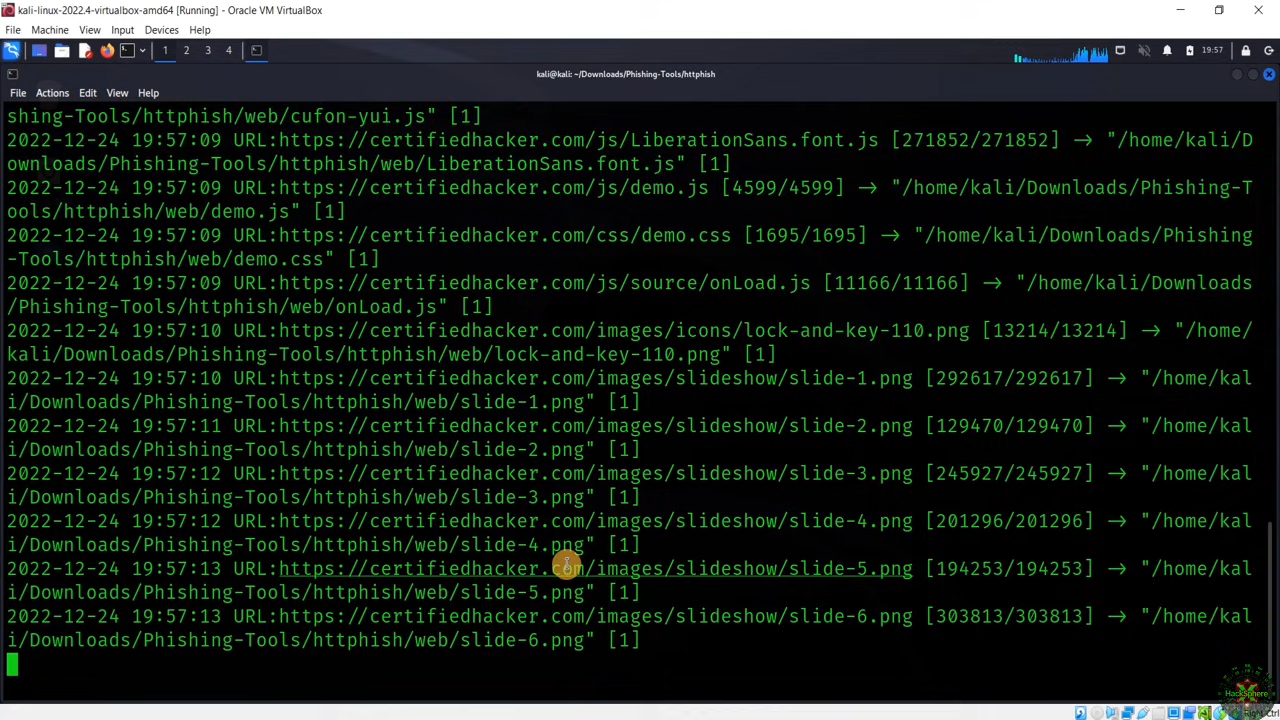 kali-linux-2022.4-virtualbox-amd64 [Running] - Oracle VM VirtualBox
File Machine View Input Devices Help
1 2 3 4
19:57
kali@kali: ~/Downloads/Phishing-Tools/httphish
File Actions Edit View Help
shing-Tools/httphish/web/cufon-yui.js" [1]
2022-12-24 19:57:09 URL:https://certifiedhacker.com/js/LiberationSans.font.js [271852/271852] → "/home/kali/D
ownloads/Phishing-Tools/httphish/web/LiberationSans.font.js" [1]
2022-12-24 19:57:09 URL:https://certifiedhacker.com/js/demo.js [4599/4599] → "/home/kali/Downloads/Phishing-T
ools/httphish/web/demo.js" [1]
2022-12-24 19:57:09 URL:https://certifiedhacker.com/css/demo.css [1695/1695] → "/home/kali/Downloads/Phishing
-Tools/httphish/web/demo.css" [1]
2022-12-24 19:57:09 URL:https://certifiedhacker.com/js/source/onLoad.js [11166/11166] → "/home/kali/Downloads
/Phishing-Tools/httphish/web/onLoad.js" [1]
2022-12-24 19:57:10 URL:https://certifiedhacker.com/images/icons/lock-and-key-110.png [13214/13214] → "/home/
kali/Downloads/Phishing-Tools/httphish/web/lock-and-key-110.png" [1]
2022-12-24 19:57:10 URL:https://certifiedhacker.com/images/slideshow/slide-1.png [292617/292617] → "/home/kal
i/Downloads/Phishing-Tools/httphish/web/slide-1.png" [1]
2022-12-24 19:57:11 URL:https://certifiedhacker.com/images/slideshow/slide-2.png [129470/129470] → "/home/kal
i/Downloads/Phishing-Tools/httphish/web/slide-2.png" [1]
2022-12-24 19:57:12 URL:https://certifiedhacker.com/images/slideshow/slide-3.png [245927/245927] → "/home/kal
i/Downloads/Phishing-Tools/httphish/web/slide-3.png" [1]
2022-12-24 19:57:12 URL:https://certifiedhacker.com/images/slideshow/slide-4.png [201296/201296] → "/home/kal
i/Downloads/Phishing-Tools/httphish/web/slide-4.png" [1]
2022-12-24 19:57:13 URL:https://certifiedhacker.com/images/slideshow/slide-5.png [194253/194253] → "/home/kal
i/Downloads/Phishing-Tools/httphish/web/slide-5.png" [1]
2022-12-24 19:57:13 URL:https://certifiedhacker.com/images/slideshow/slide-6.png [303813/303813] → "/home/kal
i/Downloads/Phishing-Tools/httphish/web/slide-6.png" [1]
HackSphere
Ctrl